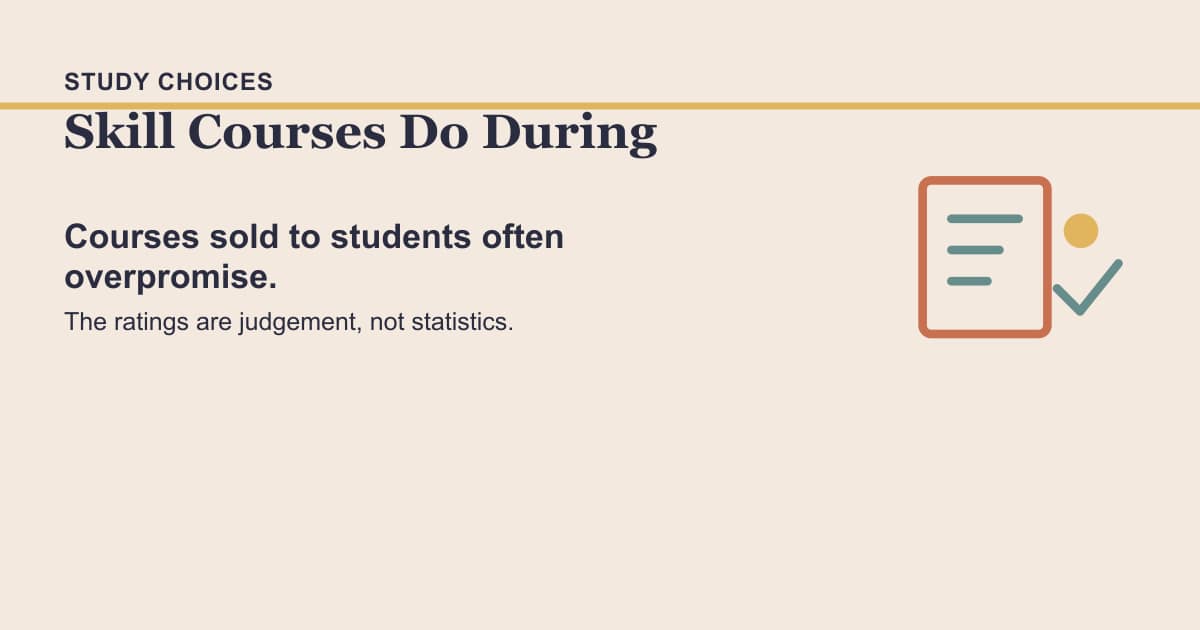 STUDY CHOICES
Skill Courses Do During
Courses sold to students often
overpromise.
The ratings are judgement, not statistics.